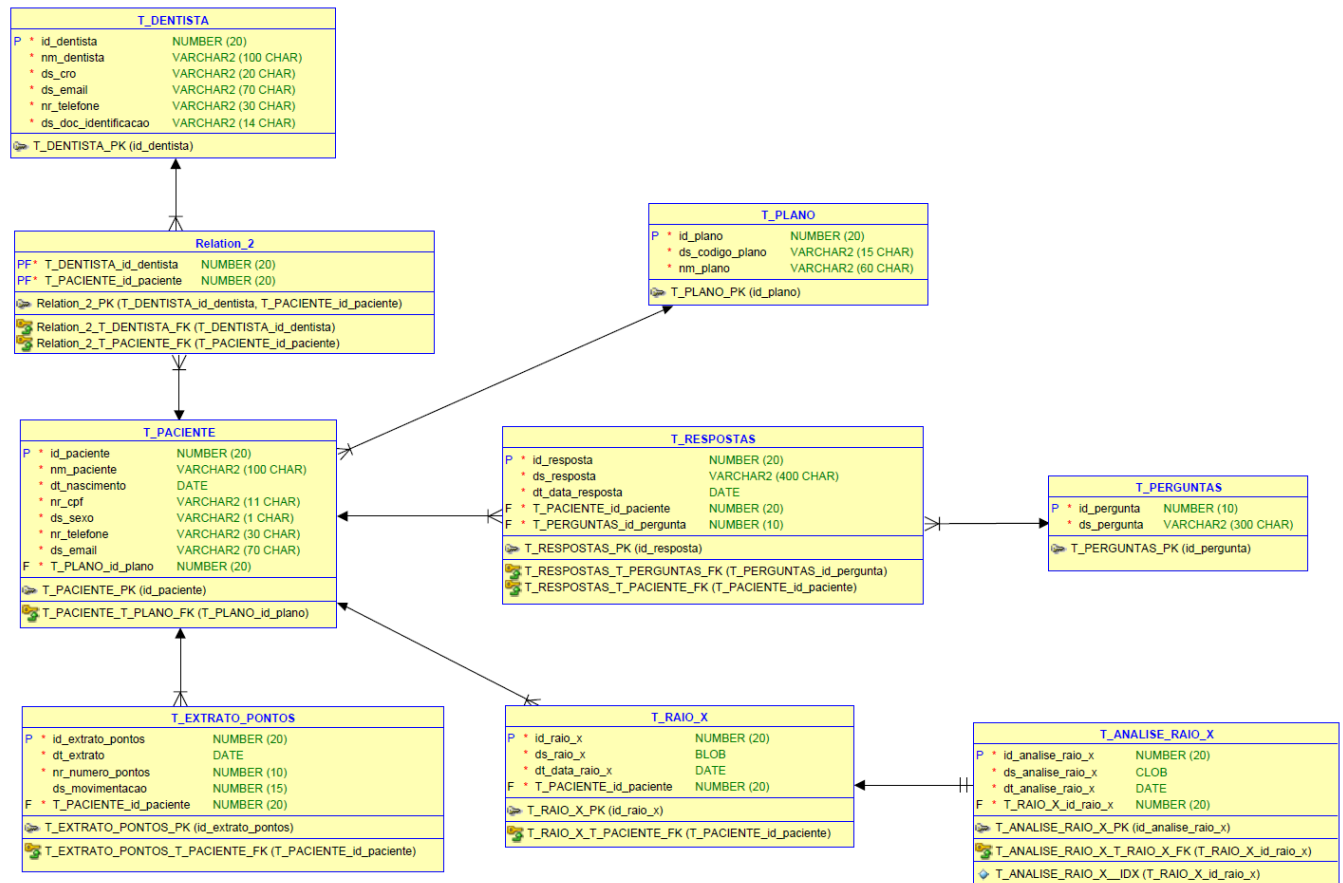 T_DENTISTA
P * id_dentista NUMBER (20)
* nm_dentista VARCHAR2 (100 CHAR)
* ds_cro VARCHAR2 (20 CHAR)
* ds_email VARCHAR2 (70 CHAR)
* nr_telefone VARCHAR2 (30 CHAR)
* ds_doc_identificacao VARCHAR2 (14 CHAR)
T_DENTISTA_PK (id_dentista)
T_PLANO
P * id_plano NUMBER (20)
* ds_codigo_plano VARCHAR2 (15 CHAR)
* nm_plano VARCHAR2 (60 CHAR)
T_PLANO_PK (id_plano)
Relation_2
PF* T_DENTISTA_id_dentista NUMBER (20)
PF* T_PACIENTE_id_paciente NUMBER (20)
Relation_2_PK (T_DENTISTA_id_dentista, T_PACIENTE_id_paciente)
Relation_2_T_DENTISTA_FK (T_DENTISTA_id_dentista)
Relation_2_T_PACIENTE_FK (T_PACIENTE_id_paciente)
T_PACIENTE
P * id_paciente NUMBER (20)
* nm_paciente VARCHAR2 (100 CHAR)
* dt_nascimento DATE
* nr_cpf VARCHAR2 (11 CHAR)
* ds_sexo VARCHAR2 (1 CHAR)
* nr_telefone VARCHAR2 (30 CHAR)
* ds_email VARCHAR2 (70 CHAR)
F * T_PLANO_id_plano NUMBER (20)
T_PACIENTE_PK (id_paciente)
T_PACIENTE_T_PLANO_FK (T_PLANO_id_plano)
T_RESPOSTAS
P * id_resposta NUMBER (20)
* ds_resposta VARCHAR2 (400 CHAR)
* dt_data_resposta DATE
F * T_PACIENTE_id_paciente NUMBER (20)
F * T_PERGUNTAS_id_pergunta NUMBER (10)
T_RESPOSTAS_PK (id_resposta)
T_RESPOSTAS_T_PERGUNTAS_FK (T_PERGUNTAS_id_pergunta)
T_RESPOSTAS_T_PACIENTE_FK (T_PACIENTE_id_paciente)
T_PERGUNTAS
P * id_pergunta NUMBER (10)
* ds_pergunta VARCHAR2 (300 CHAR)
T_PERGUNTAS_PK (id_pergunta)
T_EXTRATO_PONTOS
P * id_extrato_pontos NUMBER (20)
* dt_extrato DATE
* nr_numero_pontos NUMBER (10)
ds_movimentacao NUMBER (15)
F * T_PACIENTE_id_paciente NUMBER (20)
T_EXTRATO_PONTOS_PK (id_extrato_pontos)
T_EXTRATO_PONTOS_T_PACIENTE_FK (T_PACIENTE_id_paciente)
T_RAIO_X
P * id_raio_x NUMBER (20)
* ds_raio_x BLOB
* dt_data_raio_x DATE
F * T_PACIENTE_id_paciente NUMBER (20)
T_RAIO_X_PK (id_raio_x)
T_RAIO_X_T_PACIENTE_FK (T_PACIENTE_id_paciente)
T_ANALISE_RAIO_X
P * id_analise_raio_x NUMBER (20)
* ds_analise_raio_x CLOB
* dt_analise_raio_x DATE
F * T_RAIO_X_id_raio_x NUMBER (20)
T_ANALISE_RAIO_X_PK (id_analise_raio_x)
T_ANALISE_RAIO_X_T_RAIO_X_FK (T_RAIO_X_id_raio_x)
T_ANALISE_RAIO_X__IDX (T_RAIO_X_id_raio_x)